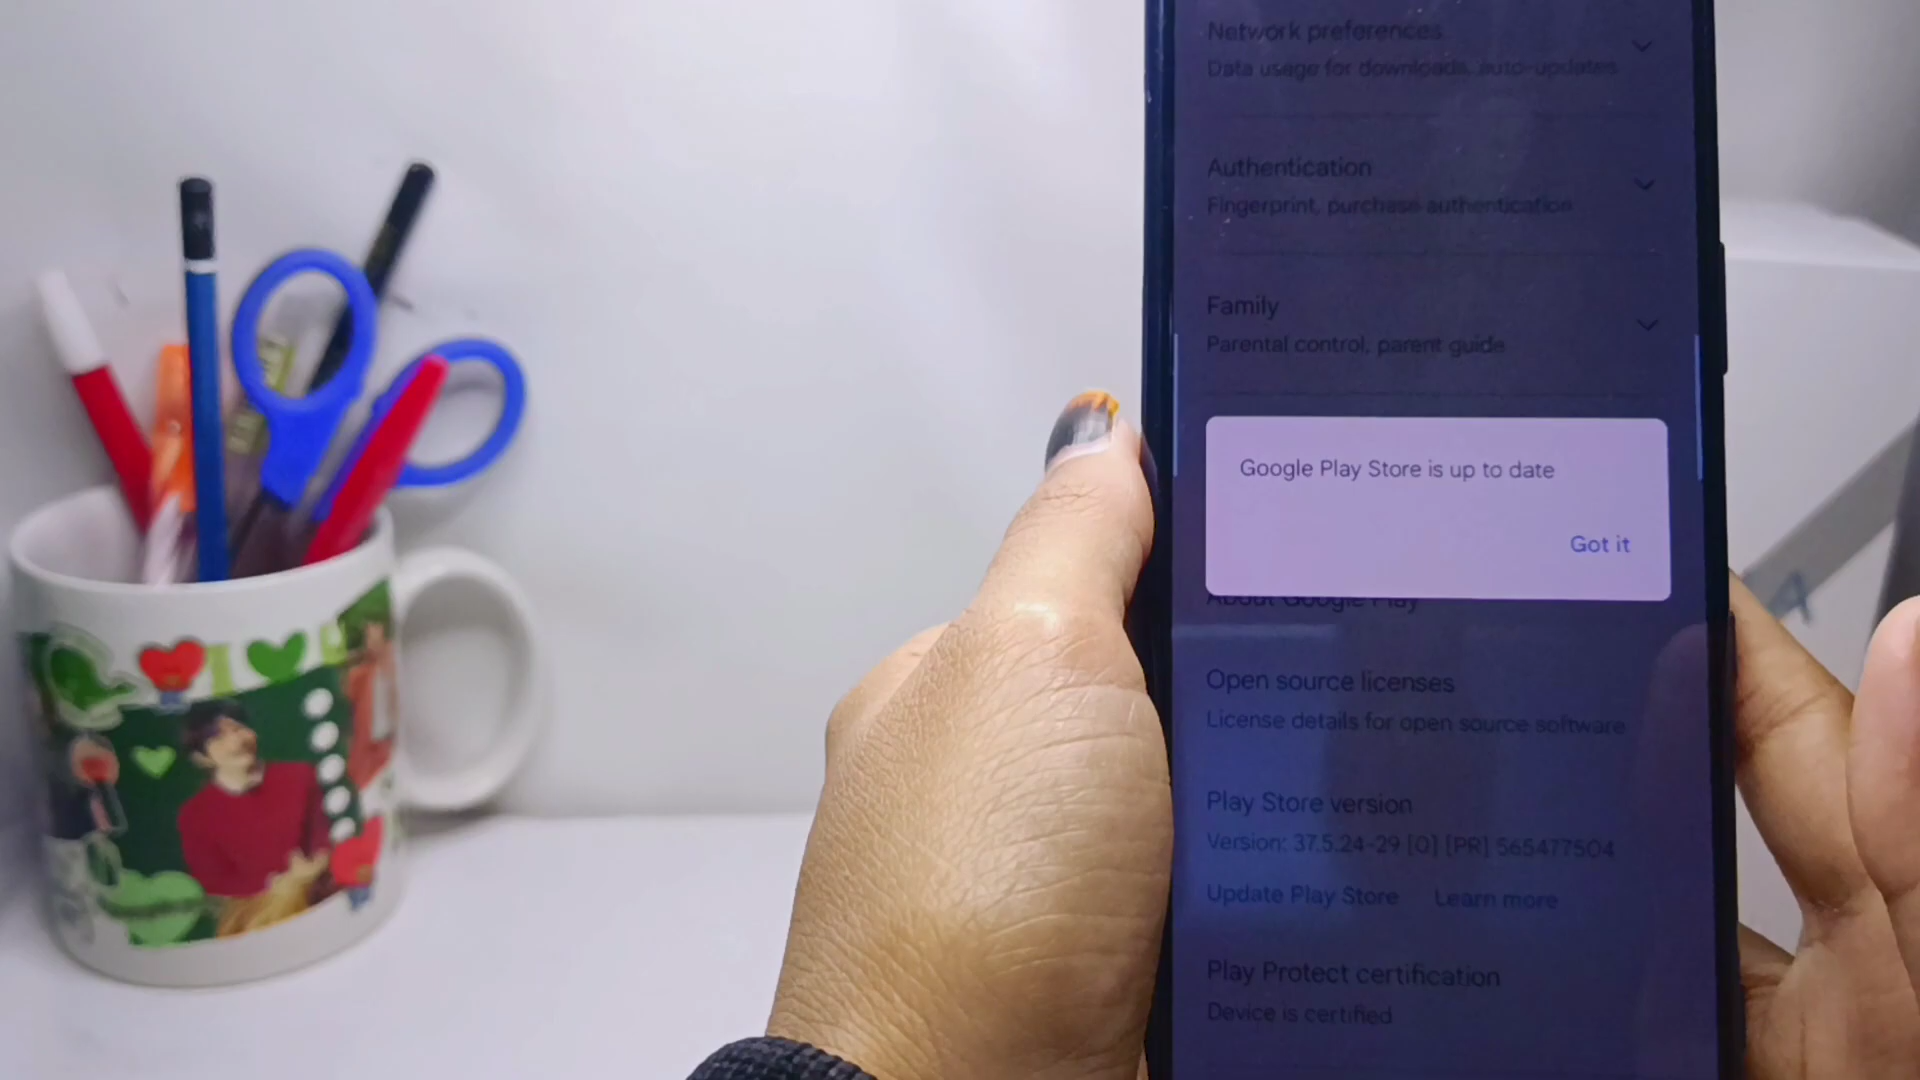 Network preferences
Data usage for downloads, auto-updates
Authentication
Fingerprint, purchase authentication
Family
Parental control, parent guide
Google Play Store is up to date
Got it
About Google Play
Open source licenses
License details for open source software
Play Store version
Version: 37.5.24-29 [0] [PR] 565477504
Update Play Store Learn more
Play Protect certification
Device is certified